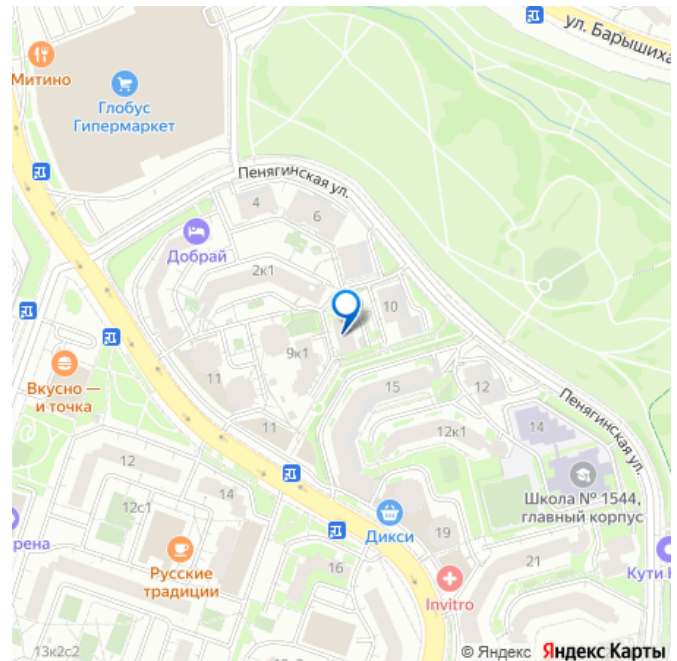 ул. Барышиха
Митино
Глобус
Гипермаркет
Пенягинская ул.
4
6
Добрай
2к1
10
9к1
11
15
12
Вкусно —
и точка
11
12к1
14
Пенягинская ул.
12
14
12с1
Школа № 1544,
главный корпус
рена
Дикси
19
21
Русские
традиции
16
Invitro
Кути К
13к2с2
© Яндекс Яндекс Карты